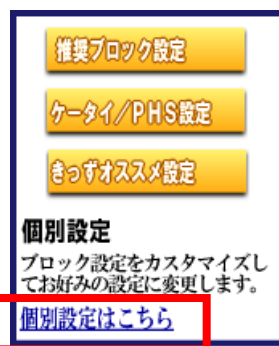 推奨ブロック設定
ケータイ／PHS設定
きっずオススメ設定
個別設定
ブロック設定をカスタマイズし
てお好みの設定に変更します。
個別設定はこちら